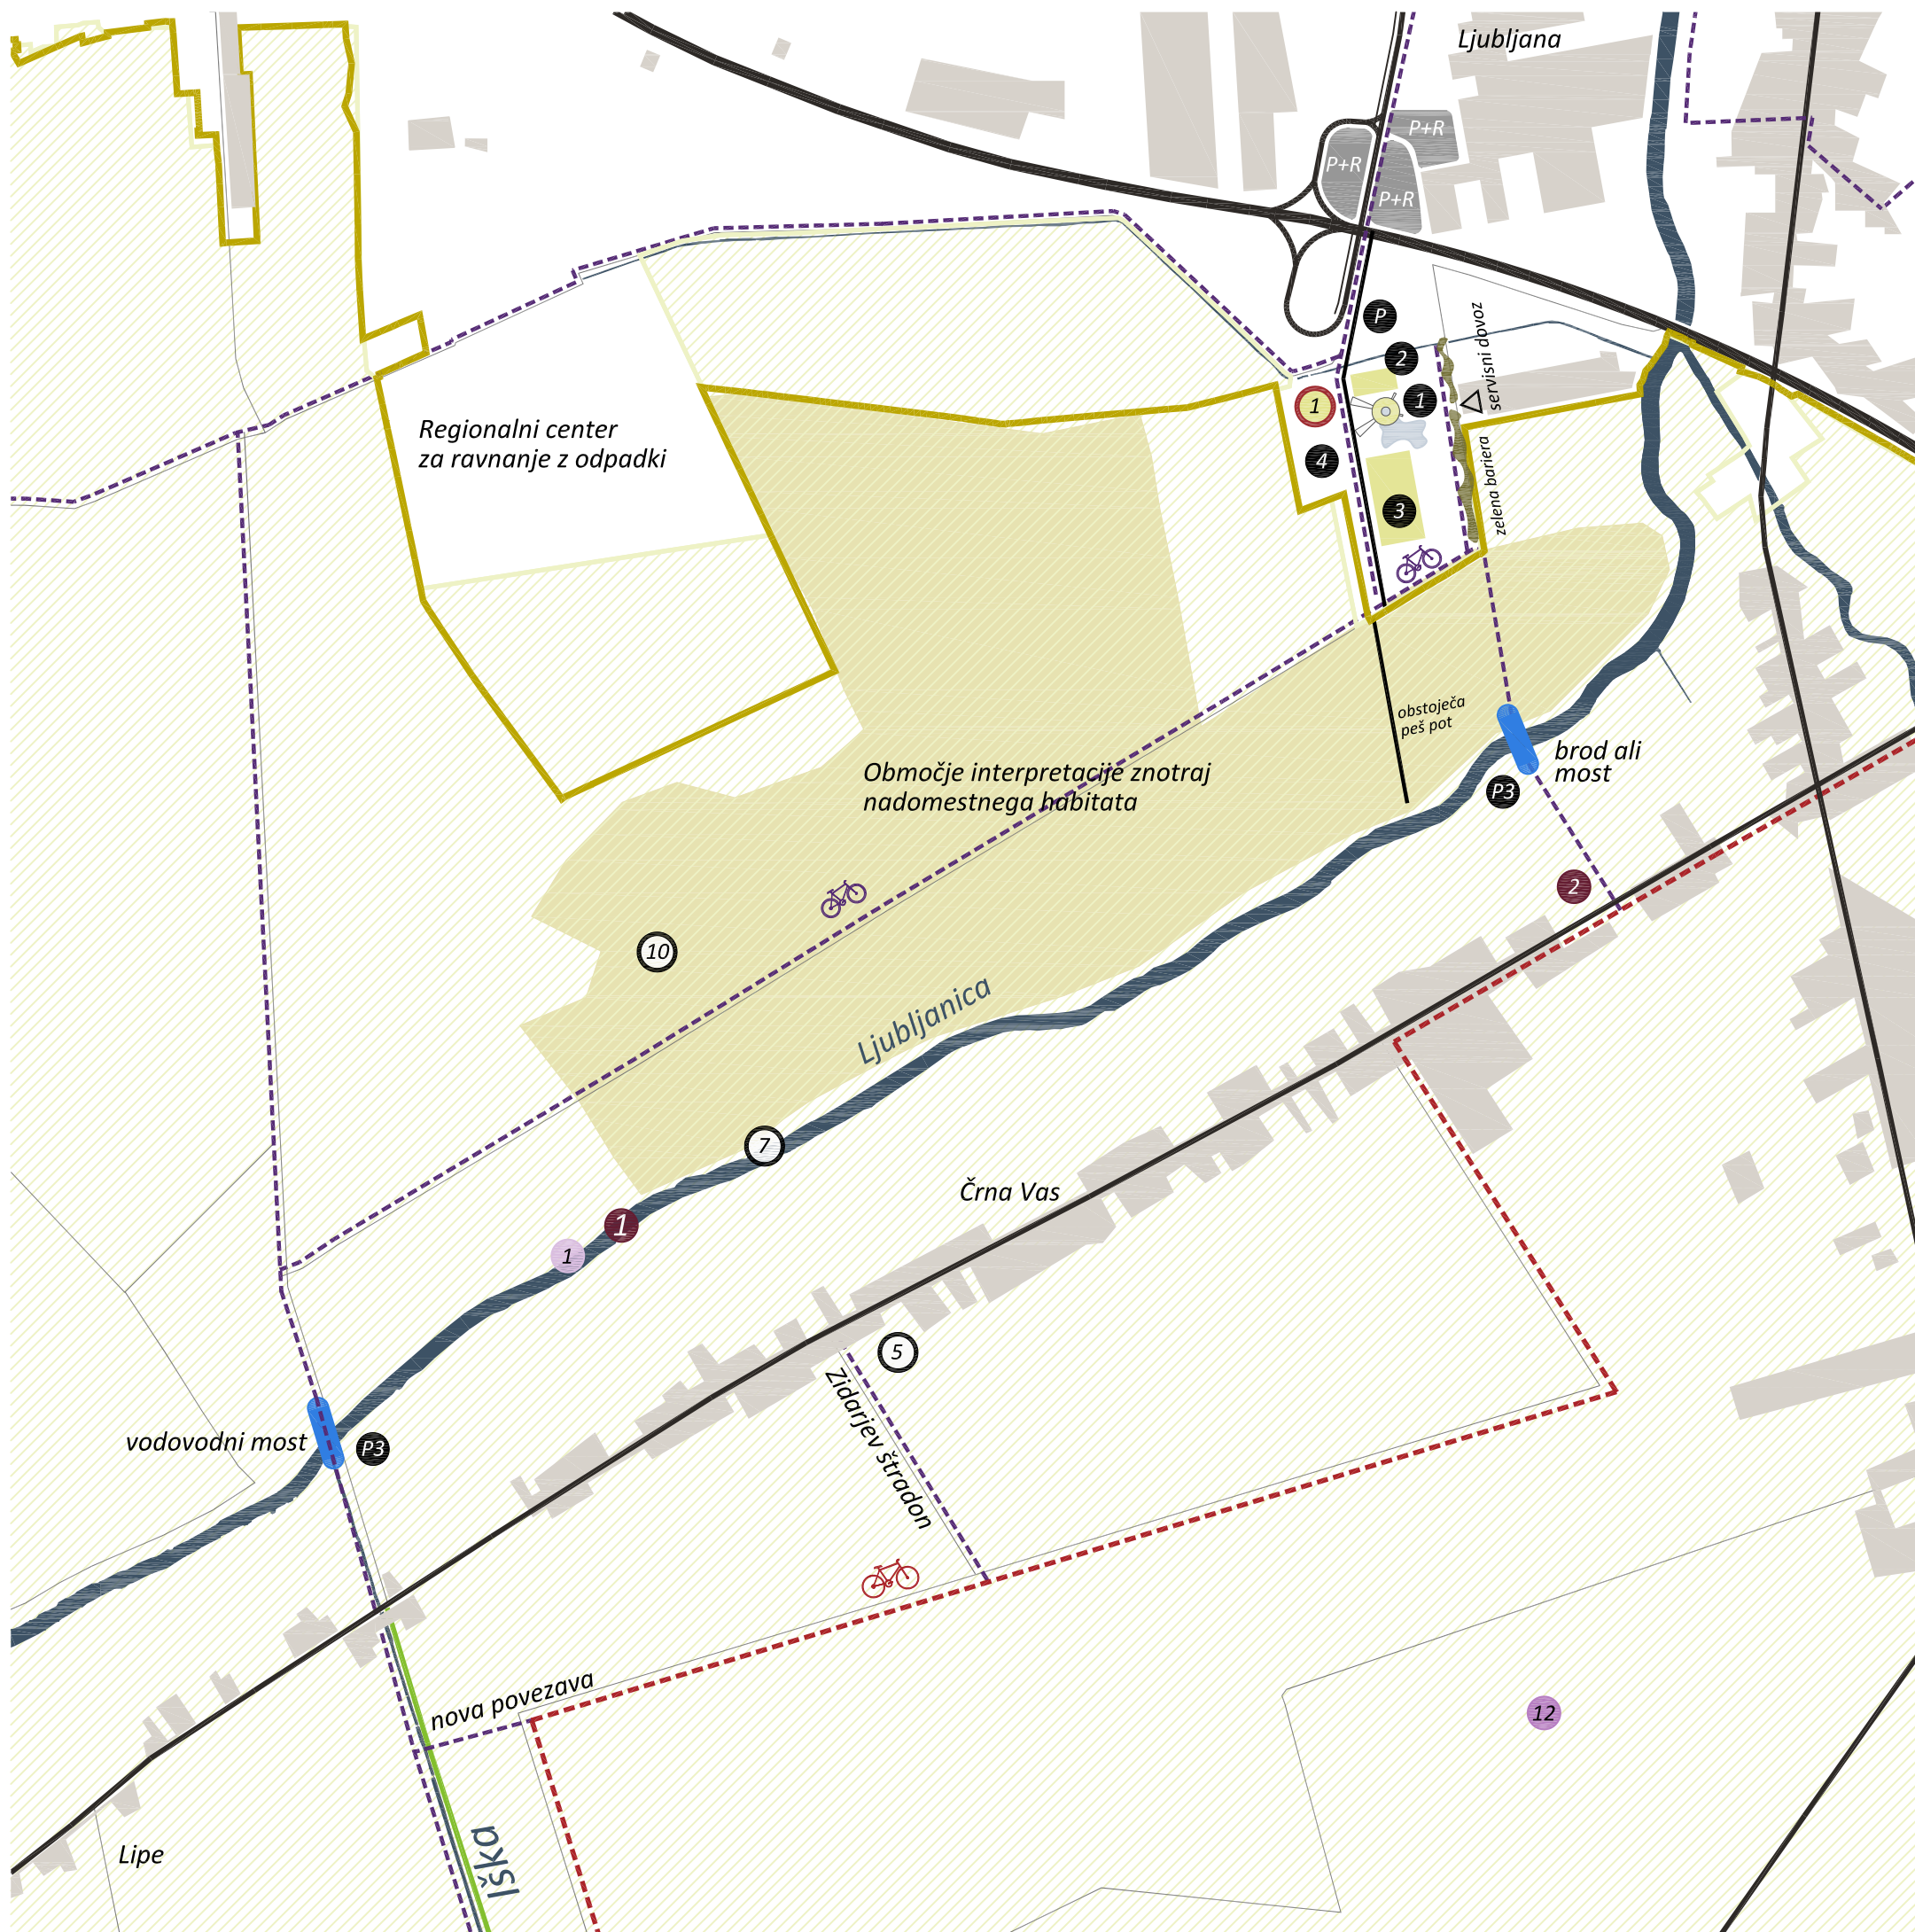 Ljubljana
P+R
P+R
P+R
P
2
servisni dovoz
1
1
4
zelena bariera
3
Regionalni center
za ravnanje z odpadki
obstoječa
peš pot
brod ali
most
P3
Območje interpretacije znotraj
nadomestnega habitata
2
10
Ljubljanica
7
Črna Vas
1
1
5
Zidarjev štradon
vodovodni most
P3
nova povezava
12
Lipe
Iška